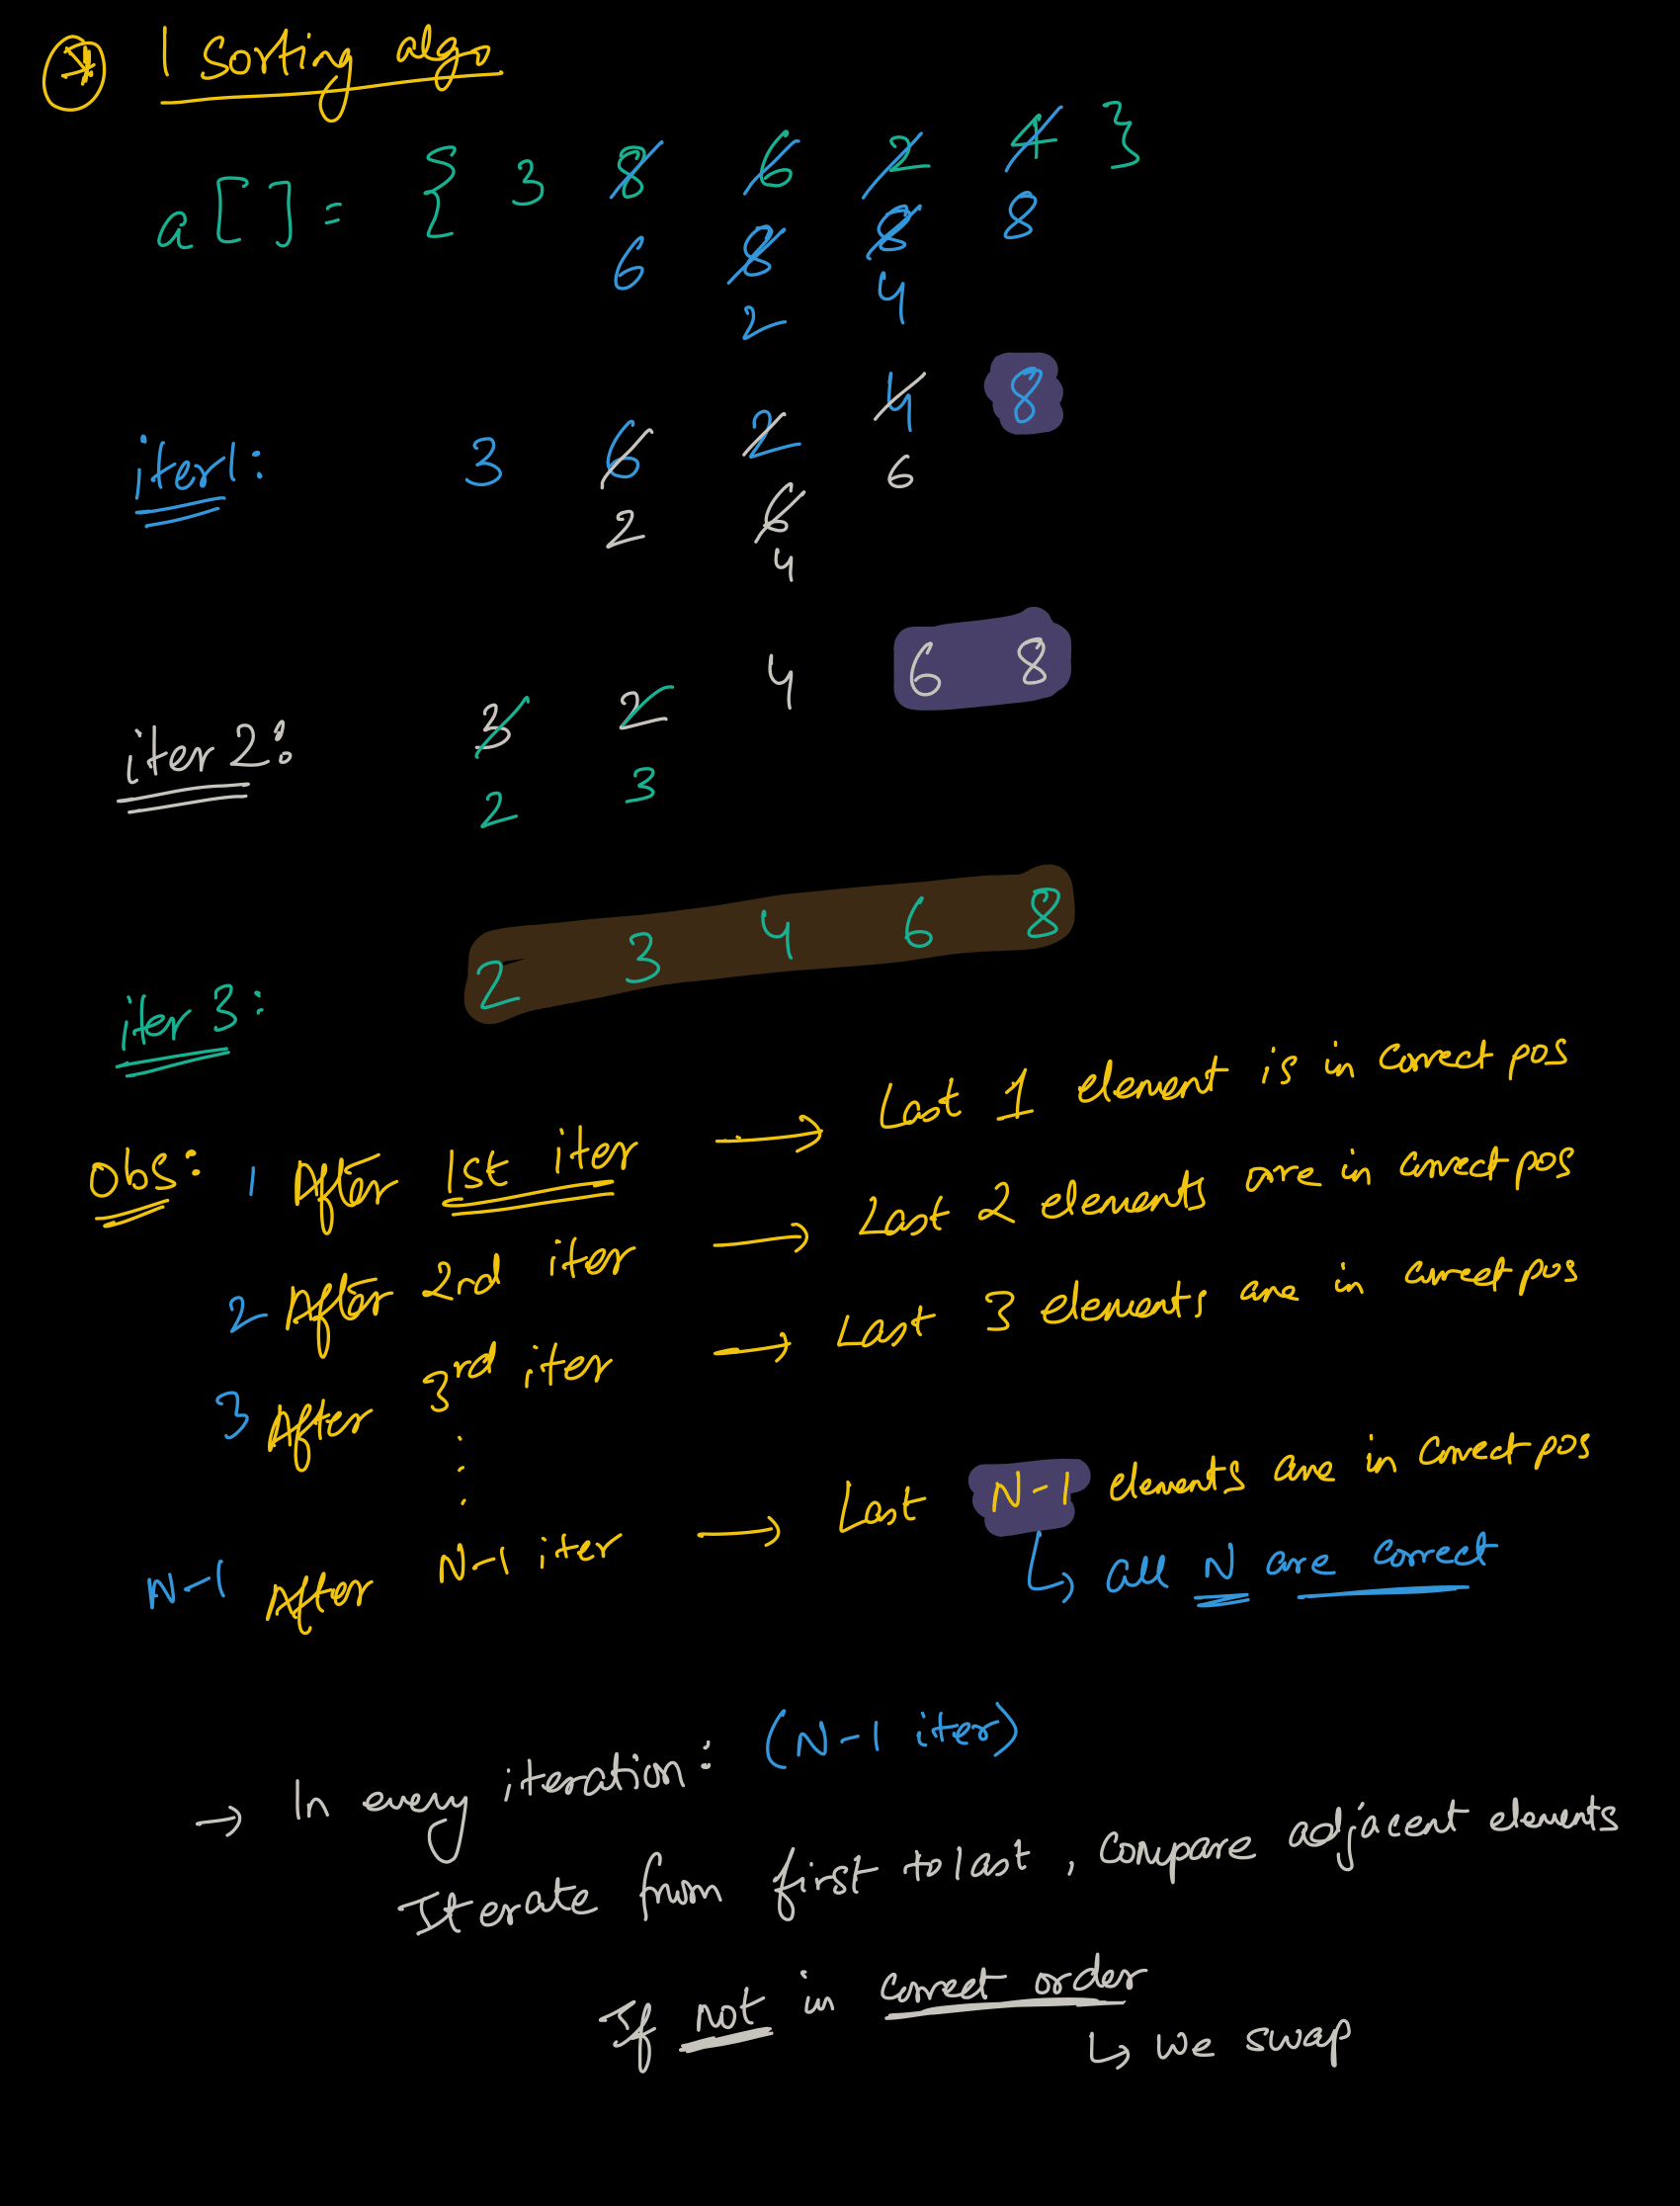 * 1 Sorting algo
a[] = { 3 8 6 2 4 }
6 8 8 8
2 4
iter1: 3 6 2 4 8
2 6 6
4
iter 2: 3 2 4 6 8
2 3
iter 3: 2 3 4 6 8
Obs: 1 After 1st iter → Last 1 element is in correct pos
2 After 2nd iter → Last 2 elements are in correct pos
3 After 3rd iter → Last 3 elements are in correct pos
⋮
N-1 After N-1 iter → Last N-1 elements are in correct pos
↳ all N are correct
→ In every iteration: (N-1 iter)
Iterate from first to last, compare adjacent elements
If not in correct order
↳ we swap